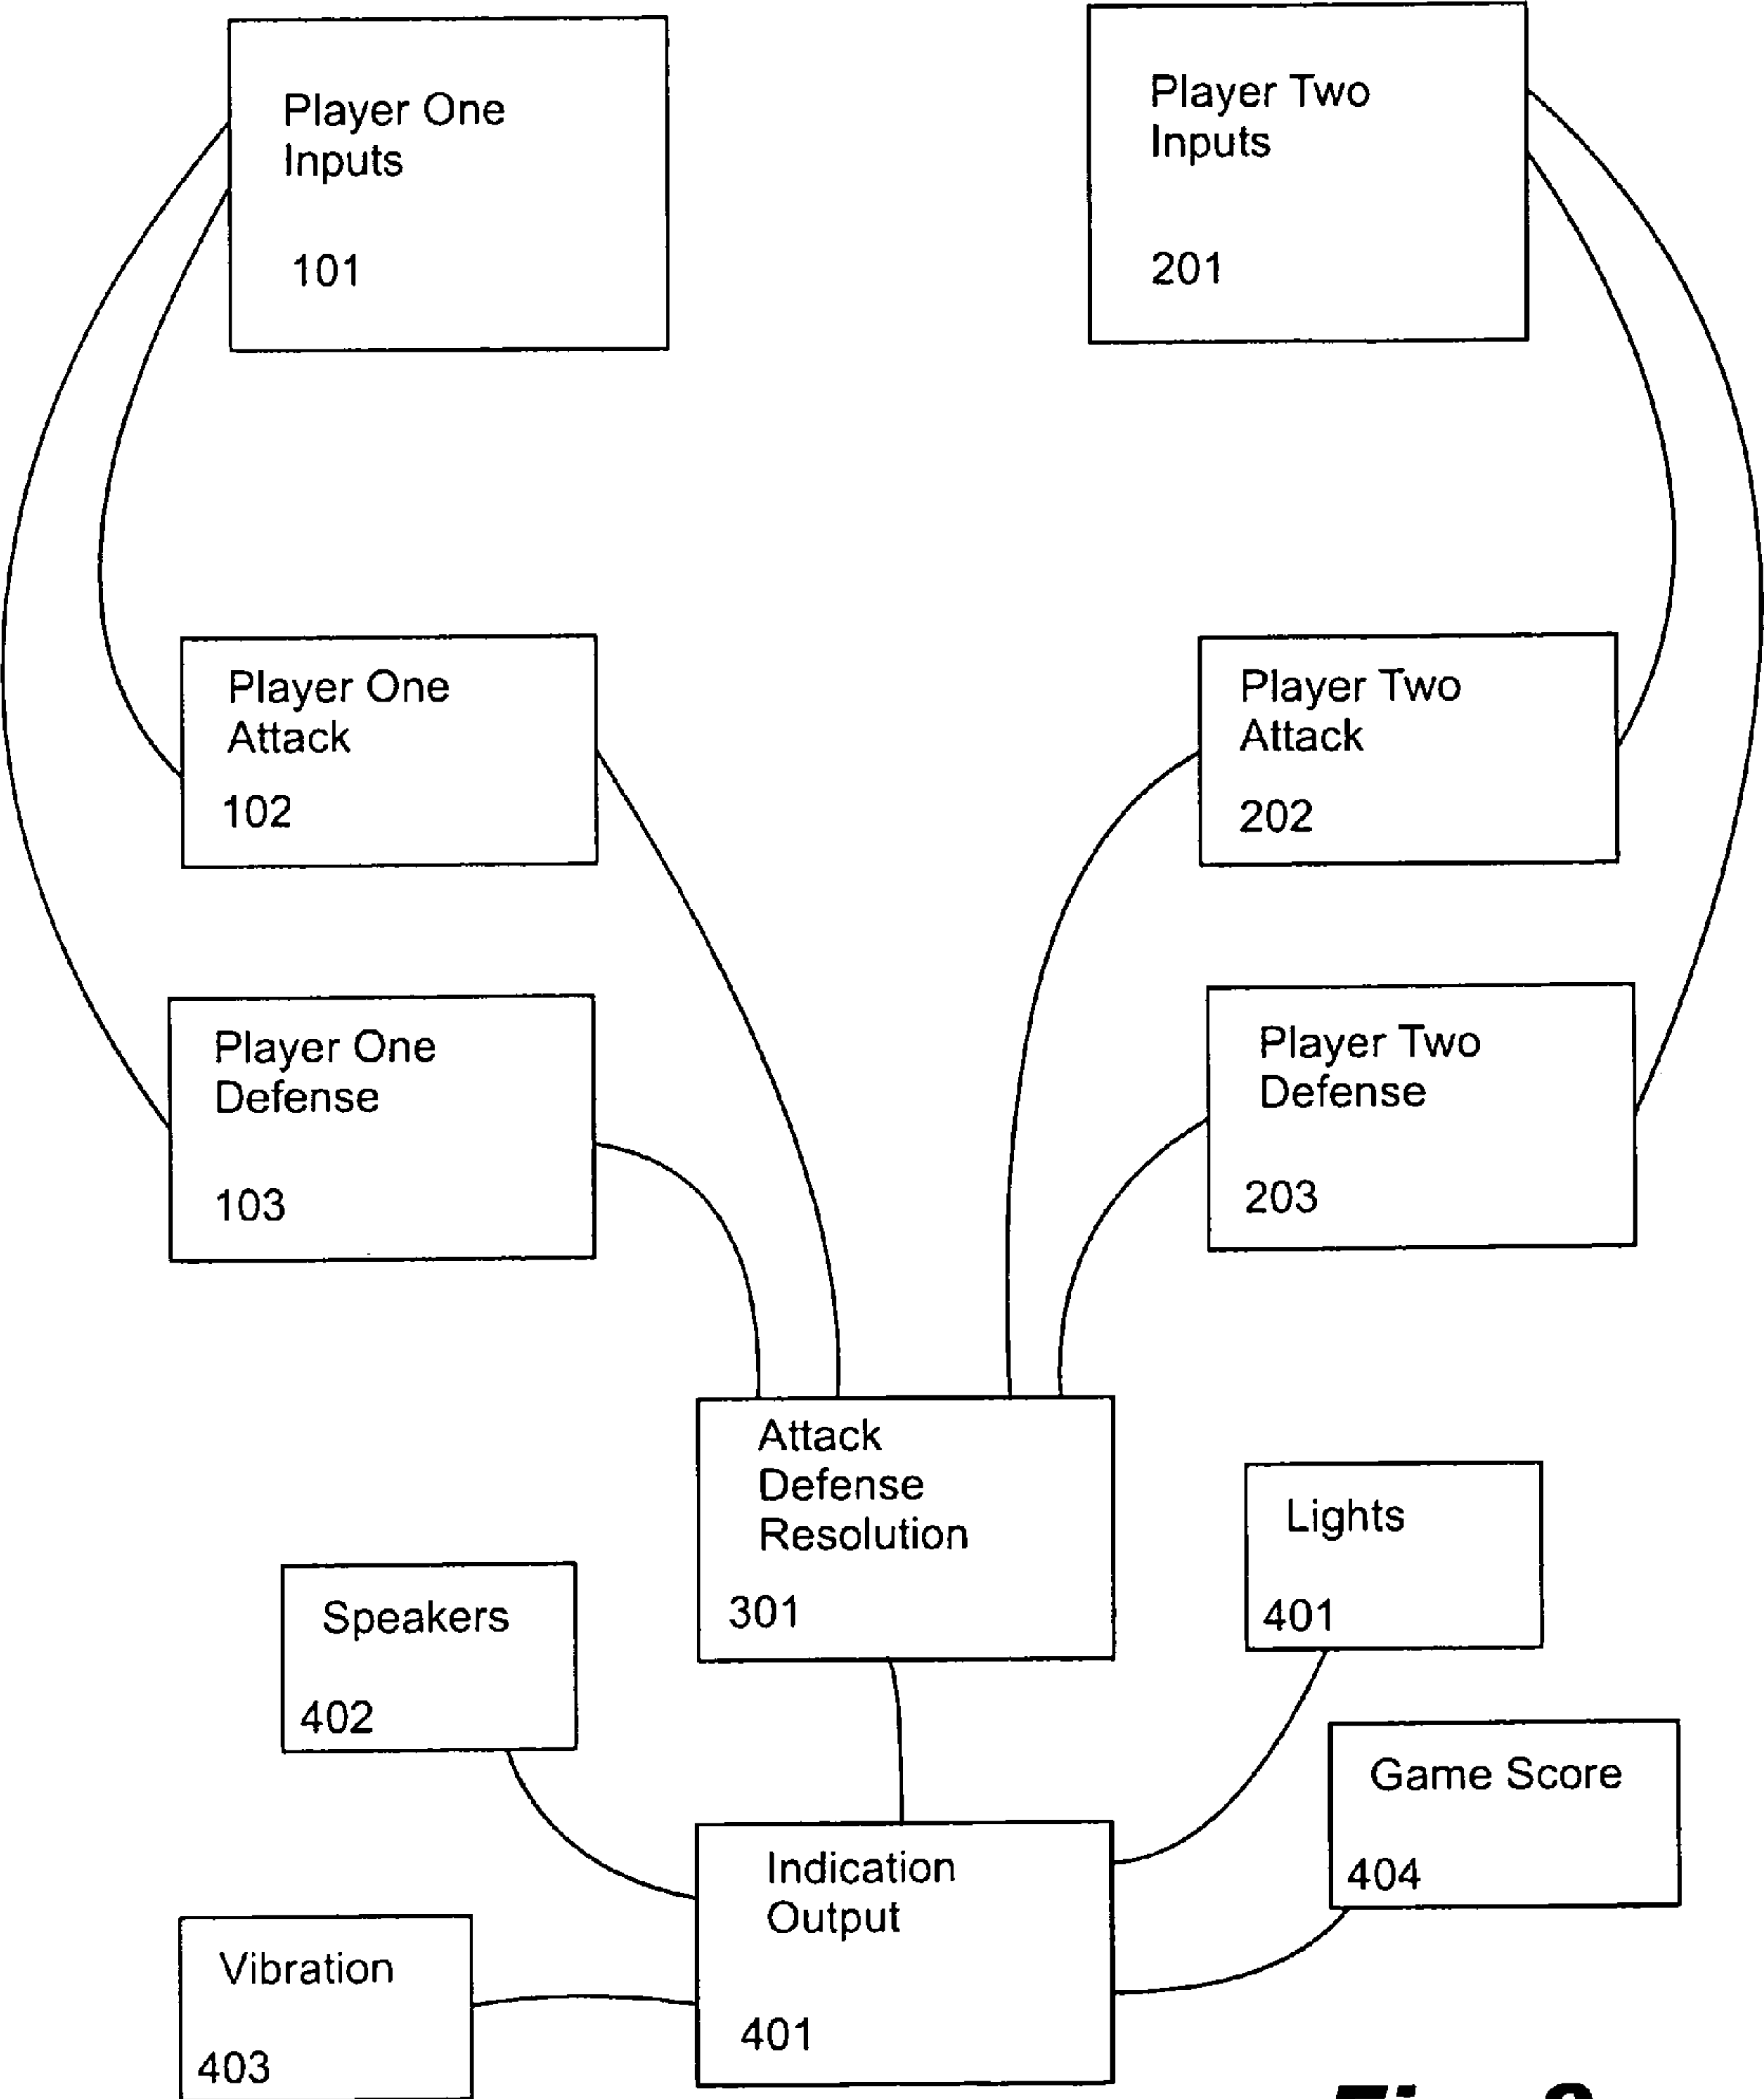 Player One
Inputs
101
Player Two
Inputs
201
Player One
Attack
102
Player Two
Attack
202
Player One
Defense
103
Player Two
Defense
203
Attack
Defense
Resolution
301
Lights
401
Speakers
402
Game Score
404
Indication
Output
401
Vibration
403